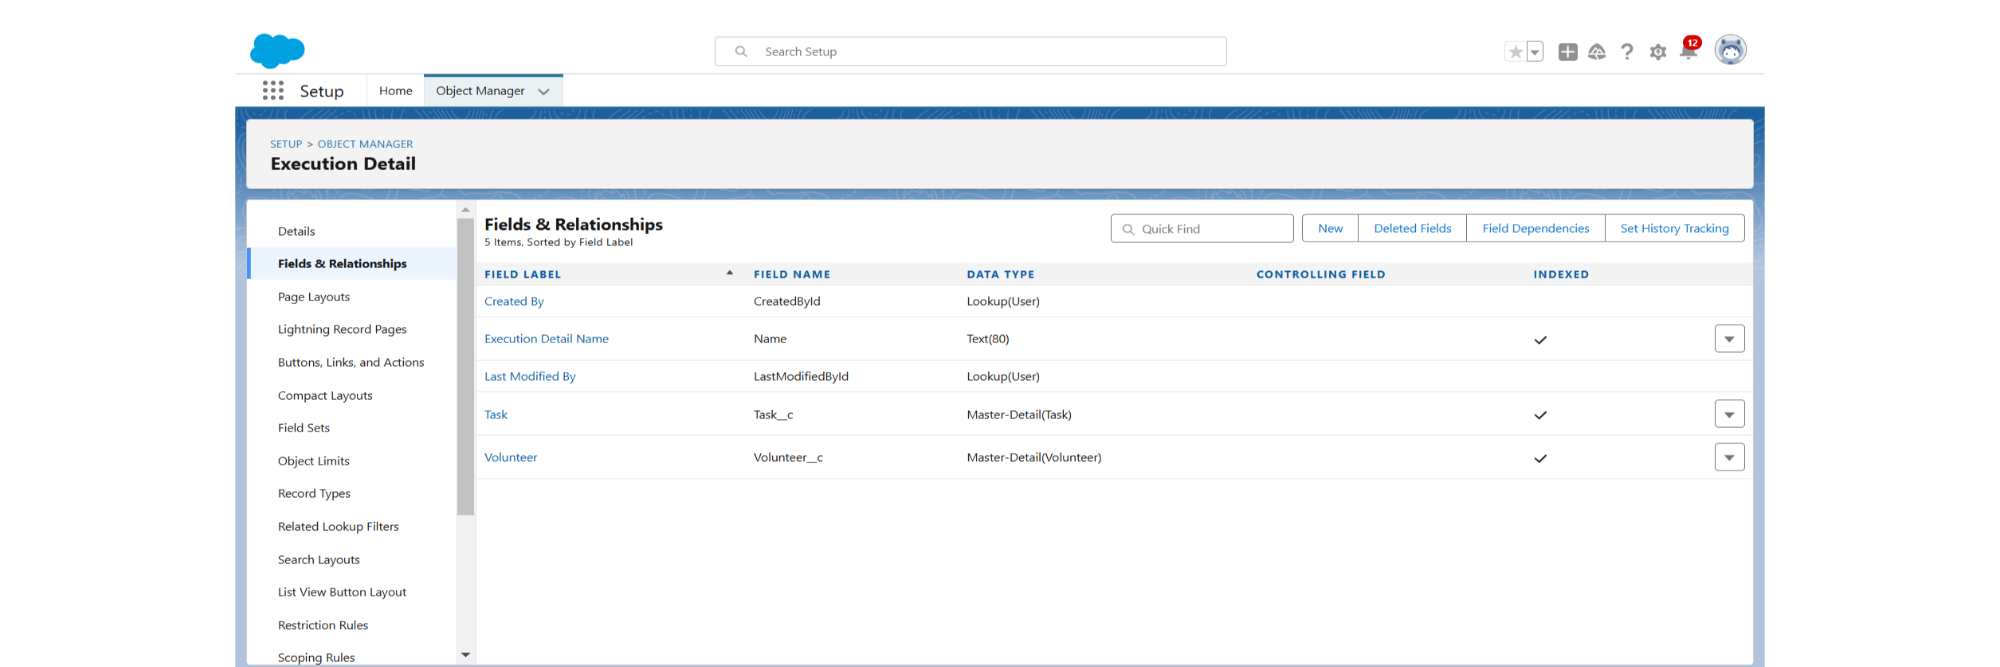 Search Setup
12
Setup
Home
Object Manager
SETUP > OBJECT MANAGER
Execution Detail
Details
Fields & Relationships
Page Layouts
Lightning Record Pages
Buttons, Links, and Actions
Compact Layouts
Field Sets
Object Limits
Record Types
Related Lookup Filters
Search Layouts
List View Button Layout
Restriction Rules
Scoping Rules
Fields & Relationships
5 Items, Sorted by Field Label
Quick Find
New
Deleted Fields
Field Dependencies
Set History Tracking
FIELD LABEL FIELD NAME DATA TYPE CONTROLLING FIELD INDEXED
Created By CreatedById Lookup(User)
Execution Detail Name Name Text(80)
Last Modified By LastModifiedById Lookup(User)
Task Task__c Master-Detail(Task)
Volunteer Volunteer__c Master-Detail(Volunteer)